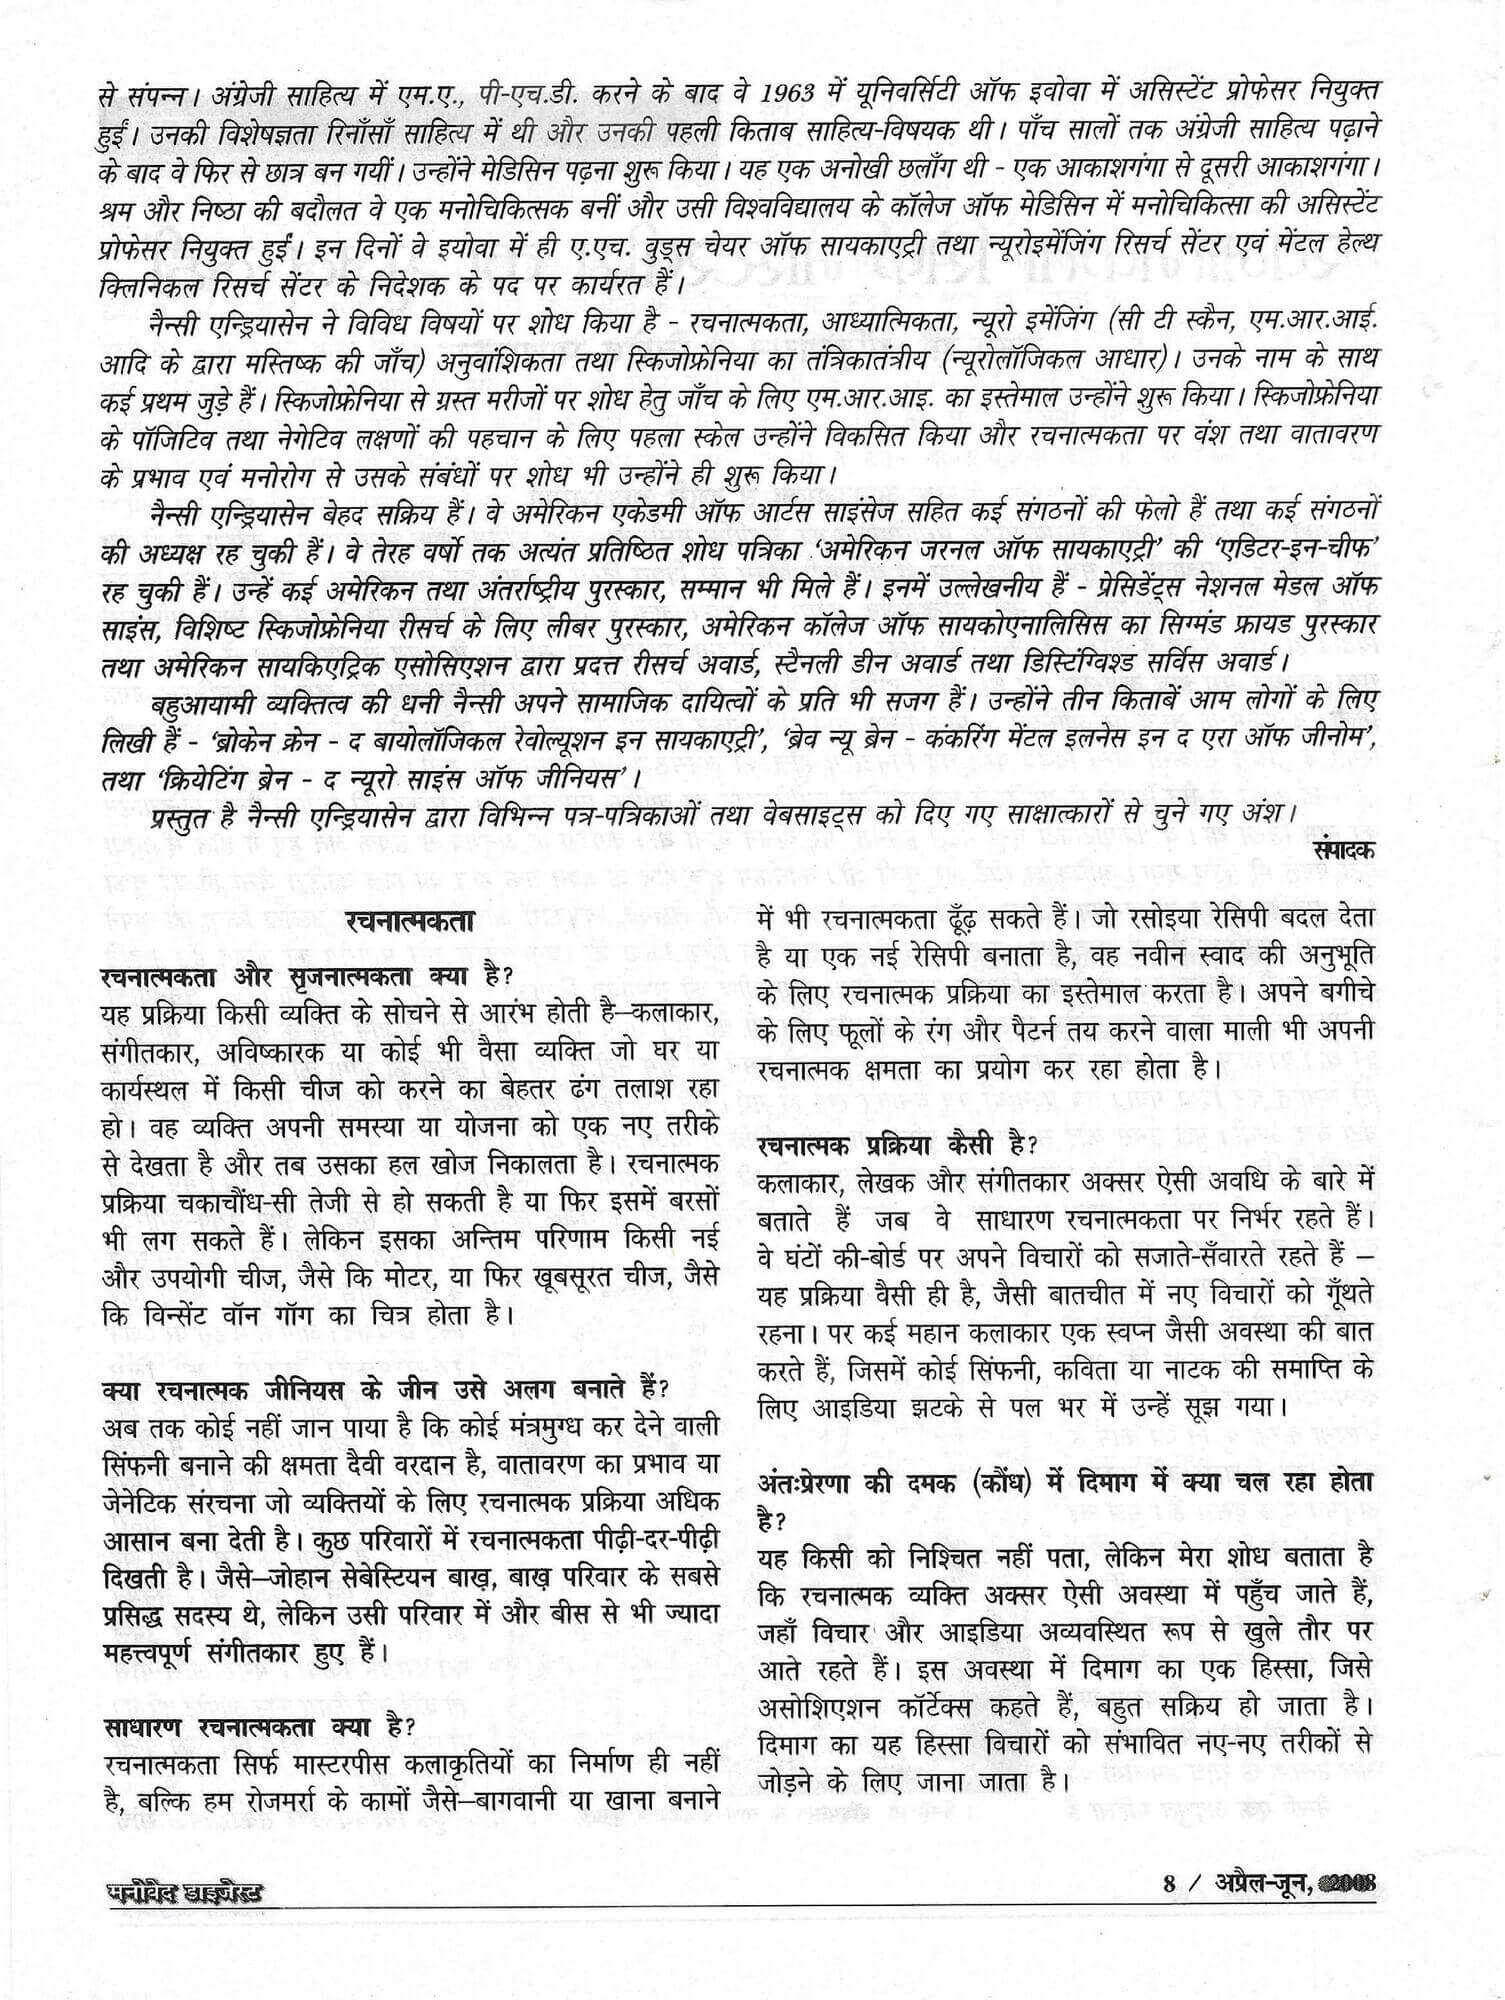 से संपन्न। अंग्रेजी साहित्य में एम.ए., पी-एच.डी. करने के बाद वे 1963 में यूनिवर्सिटी ऑफ इवोवा में असिस्टेंट प्रोफेसर नियुक्त
हुईं। उनकी विशेषज्ञता रिनाँसाँ साहित्य में थी और उनकी पहली किताब साहित्य-विषयक थी। पाँच सालों तक अंग्रेजी साहित्य पढ़ाने
के बाद वे फिर से छात्र बन गयीं। उन्होंने मेडिसिन पढ़ना शुरू किया। यह एक अनोखी छलाँग थी - एक आकाशगंगा से दूसरी आकाशगंगा।
श्रम और निष्ठा की बदौलत वे एक मनोचिकित्सक बनीं और उसी विश्वविद्यालय के कॉलेज ऑफ मेडिसिन में मनोचिकित्सा की असिस्टेंट
प्रोफेसर नियुक्त हुईं। इन दिनों वे इयोवा में ही ए.एच. वुड्स चेयर ऑफ सायकाएट्री तथा न्यूरोइमेजिंग रिसर्च सेंटर एवं मेंटल हेल्थ
क्लिनिकल रिसर्च सेंटर के निदेशक के पद पर कार्यरत हैं।
नैन्सी एन्ड्रियासेन ने विविध विषयों पर शोध किया है - रचनात्मकता, आध्यात्मिकता, न्यूरो इमेंजिंग (सी टी स्कैन, एम.आर.आई.
आदि के द्वारा मस्तिष्क की जाँच) अनुवांशिकता तथा स्किजोफ्रेनिया का तंत्रिकातंत्रीय (न्यूरोलॉजिकल आधार)। उनके नाम के साथ
कई प्रथम जुड़े हैं। स्किजोफ्रेनिया से ग्रस्त मरीजों पर शोध हेतु जाँच के लिए एम.आर.आइ. का इस्तेमाल उन्होंने शुरू किया। स्किजोफ्रेनिया
के पॉजिटिव तथा नेगेटिव लक्षणों की पहचान के लिए पहला स्केल उन्होंने विकसित किया और रचनात्मकता पर वंश तथा वातावरण
के प्रभाव एवं मनोरोग से उसके संबंधों पर शोध भी उन्होंने ही शुरू किया।
नैन्सी एन्ड्रियासेन बेहद सक्रिय हैं। वे अमेरिकन एकेडमी ऑफ आर्टस साइंसेज सहित कई संगठनों की फेलो हैं तथा कई संगठनों
की अध्यक्ष रह चुकी हैं। वे तेरह वर्षो तक अत्यंत प्रतिष्ठित शोध पत्रिका ‘अमेरिकन जरनल ऑफ सायकाएट्री’ की ‘एडिटर-इन-चीफ’
रह चुकी हैं। उन्हें कई अमेरिकन तथा अंतर्राष्ट्रीय पुरस्कार, सम्मान भी मिले हैं। इनमें उल्लेखनीय हैं - प्रेसिडेंट्स नेशनल मेडल ऑफ
साइंस, विशिष्ट स्किजोफ्रेनिया रीसर्च के लिए लीबर पुरस्कार, अमेरिकन कॉलेज ऑफ सायकोएनालिसिस का सिग्मंड फ्रायड पुरस्कार
तथा अमेरिकन सायकिएट्रिक एसोसिएशन द्वारा प्रदत्त रीसर्च अवार्ड, स्टैनली डीन अवार्ड तथा डिस्टिंग्विश्ड सर्विस अवार्ड।
बहुआयामी व्यक्तित्व की धनी नैन्सी अपने सामाजिक दायित्वों के प्रति भी सजग हैं। उन्होंने तीन किताबें आम लोगों के लिए
लिखी हैं - ‘ब्रोकेन ब्रेन - द बायोलॉजिकल रेवोल्यूशन इन सायकाएट्री’, ‘ब्रेव न्यू ब्रेन - कंकरिंग मेंटल इलनेस इन द एरा ऑफ जीनोम’,
तथा ‘क्रियेटिंग ब्रेन - द न्यूरो साइंस ऑफ जीनियस’।
प्रस्तुत है नैन्सी एन्ड्रियासेन द्वारा विभिन्न पत्र-पत्रिकाओं तथा वेबसाइट्स को दिए गए साक्षात्कारों से चुने गए अंश।
संपादक
रचनात्मकता
रचनात्मकता और सृजनात्मकता क्या है?
यह प्रक्रिया किसी व्यक्ति के सोचने से आरंभ होती है—कलाकार,
संगीतकार, अविष्कारक या कोई भी वैसा व्यक्ति जो घर या
कार्यस्थल में किसी चीज को करने का बेहतर ढंग तलाश रहा
हो। वह व्यक्ति अपनी समस्या या योजना को एक नए तरीके
से देखता है और तब उसका हल खोज निकालता है। रचनात्मक
प्रक्रिया चकाचौंध-सी तेजी से हो सकती है या फिर इसमें बरसों
भी लग सकते हैं। लेकिन इसका अन्तिम परिणाम किसी नई
और उपयोगी चीज, जैसे कि मोटर, या फिर खूबसूरत चीज, जैसे
कि विन्सेंट वॉन गॉग का चित्र होता है।
क्या रचनात्मक जीनियस के जीन उसे अलग बनाते हैं?
अब तक कोई नहीं जान पाया है कि कोई मंत्रमुग्ध कर देने वाली
सिंफनी बनाने की क्षमता दैवी वरदान है, वातावरण का प्रभाव या
जेनेटिक संरचना जो व्यक्तियों के लिए रचनात्मक प्रक्रिया अधिक
आसान बना देती है। कुछ परिवारों में रचनात्मकता पीढ़ी-दर-पीढ़ी
दिखती है। जैसे—जोहान सेबेस्टियन बाख़, बाख़ परिवार के सबसे
प्रसिद्ध सदस्य थे, लेकिन उसी परिवार में और बीस से भी ज्यादा
महत्त्वपूर्ण संगीतकार हुए हैं।
साधारण रचनात्मकता क्या है?
रचनात्मकता सिर्फ मास्टरपीस कलाकृतियों का निर्माण ही नहीं
है, बल्कि हम रोजमर्रा के कामों जैसे—बागवानी या खाना बनाने
में भी रचनात्मकता ढूँढ़ सकते हैं। जो रसोइया रेसिपी बदल देता
है या एक नई रेसिपी बनाता है, वह नवीन स्वाद की अनुभूति
के लिए रचनात्मक प्रक्रिया का इस्तेमाल करता है। अपने बगीचे
के लिए फूलों के रंग और पैटर्न तय करने वाला माली भी अपनी
रचनात्मक क्षमता का प्रयोग कर रहा होता है।
रचनात्मक प्रक्रिया कैसी है?
कलाकार, लेखक और संगीतकार अक्सर ऐसी अवधि के बारे में
बताते हैं जब वे साधारण रचनात्मकता पर निर्भर रहते हैं।
वे घंटों की-बोर्ड पर अपने विचारों को सजाते-सँवारते रहते हैं –
यह प्रक्रिया वैसी ही है, जैसी बातचीत में नए विचारों को गूँथते
रहना। पर कई महान कलाकार एक स्वप्न जैसी अवस्था की बात
करते हैं, जिसमें कोई सिंफनी, कविता या नाटक की समाप्ति के
लिए आइडिया झटके से पल भर में उन्हें सूझ गया।
अंतःप्रेरणा की दमक (कौंध) में दिमाग में क्या चल रहा होता
है?
यह किसी को निश्चित नहीं पता, लेकिन मेरा शोध बताता है
कि रचनात्मक व्यक्ति अक्सर ऐसी अवस्था में पहुँच जाते हैं,
जहाँ विचार और आइडिया अव्यवस्थित रूप से खुले तौर पर
आते रहते हैं। इस अवस्था में दिमाग का एक हिस्सा, जिसे
असोशिएशन कॉर्टेक्स कहते हैं, बहुत सक्रिय हो जाता है।
दिमाग का यह हिस्सा विचारों को संभावित नए-नए तरीकों से
जोड़ने के लिए जाना जाता है।
मनोवेद डाइजेस्ट
8 / अप्रैल-जून, 2008